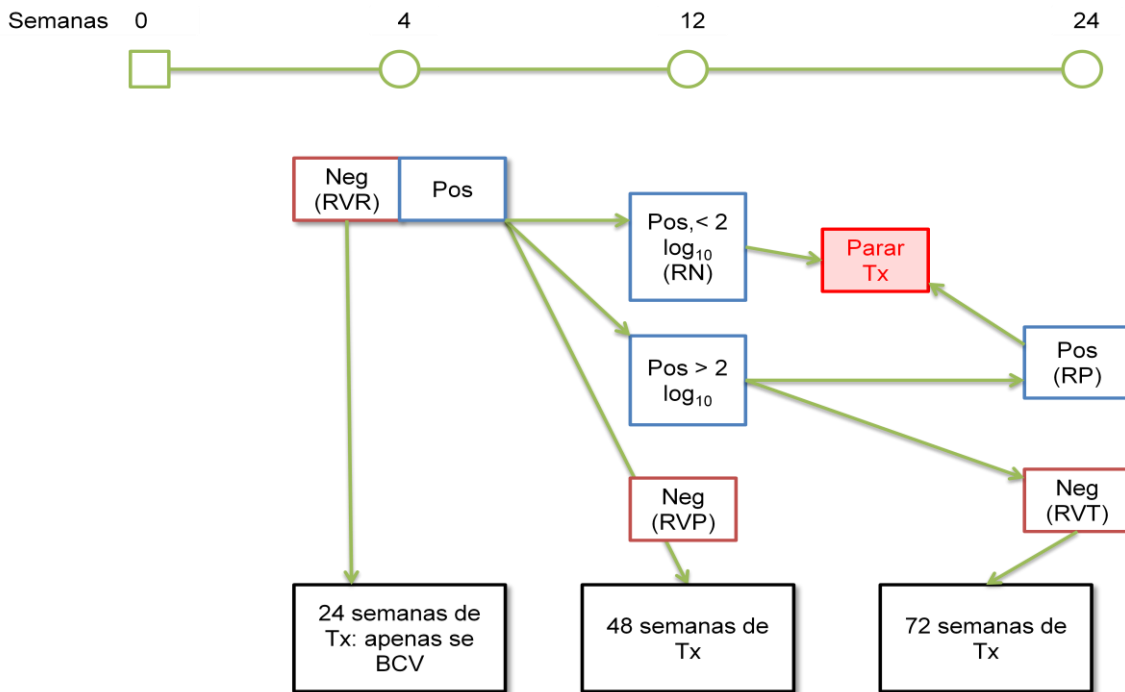 Semanas 0 4 12 24
Neg
(RVR)
Pos
Pos,< 2
log₁₀
(RN)
Parar
Tx
Pos > 2
log₁₀
Pos
(RP)
Neg
(RVP)
Neg
(RVT)
24 semanas de
Tx: apenas se
BCV
48 semanas de
Tx
72 semanas de
Tx